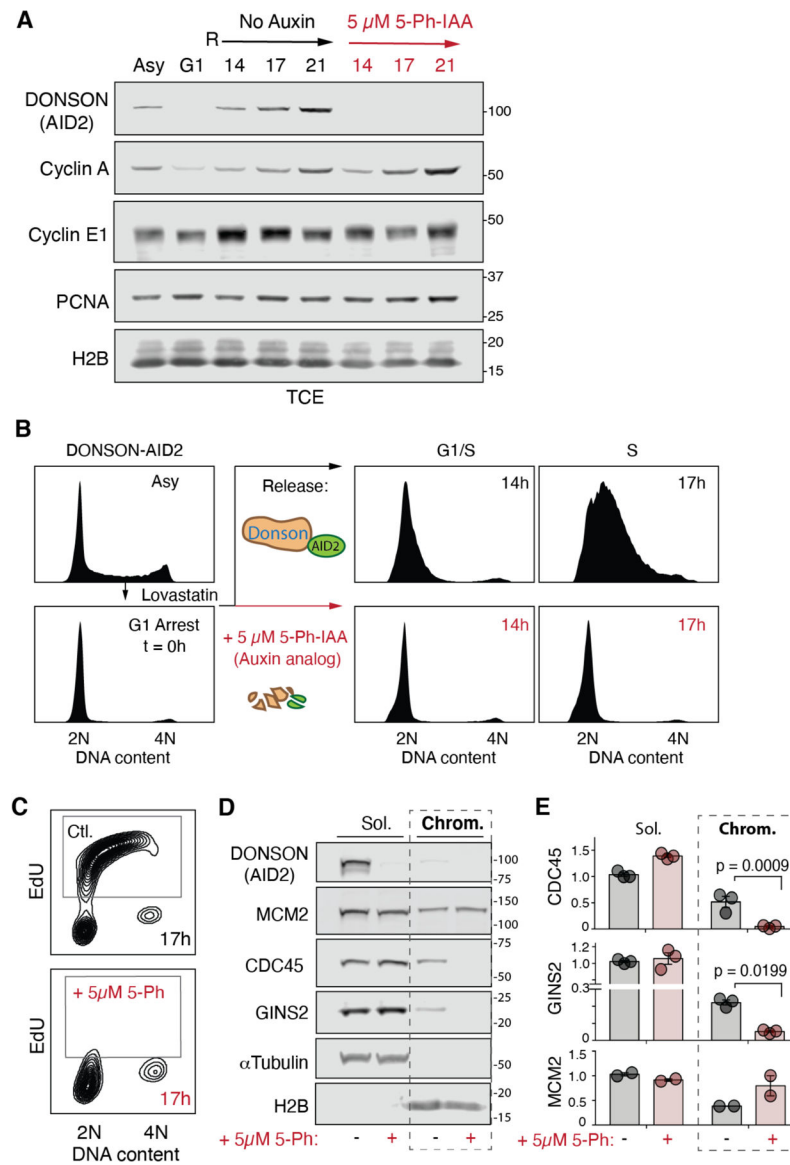 A
No Auxin
5 µM 5-Ph-IAA
R
Asy G1 14 17 21 14 17 21
DONSON
(AID2)
-100
Cyclin A
-50
Cyclin E1
-50
PCNA
-37
-25
H2B
-20
-15
TCE
B
DONSON-AID2
G1/S
S
Asy
Release:
14h
17h
Donson
AID2
Lovastatin
G1 Arrest
t = 0h
+ 5 µM 5-Ph-IAA
(Auxin analog)
14h
17h
2N 4N
DNA content
2N 4N 2N 4N
DNA content
C
Ctl.
EdU
17h
+ 5µM 5-Ph
EdU
17h
2N 4N
DNA content
D
Sol. Chrom.
DONSON
(AID2)
-100
-75
MCM2
-150
-100
CDC45
-75
-50
GINS2
-25
-20
αTubulin
-50
H2B
-20
-15
+ 5µM 5-Ph: - + - +
E
Sol. Chrom.
CDC45
1.5
1.0
0.5
0
p = 0.0009
GINS2
1.2
1.0
0.3
0
p = 0.0199
MCM2
1.5
1.0
0.5
0
+ 5µM 5-Ph: - + - +